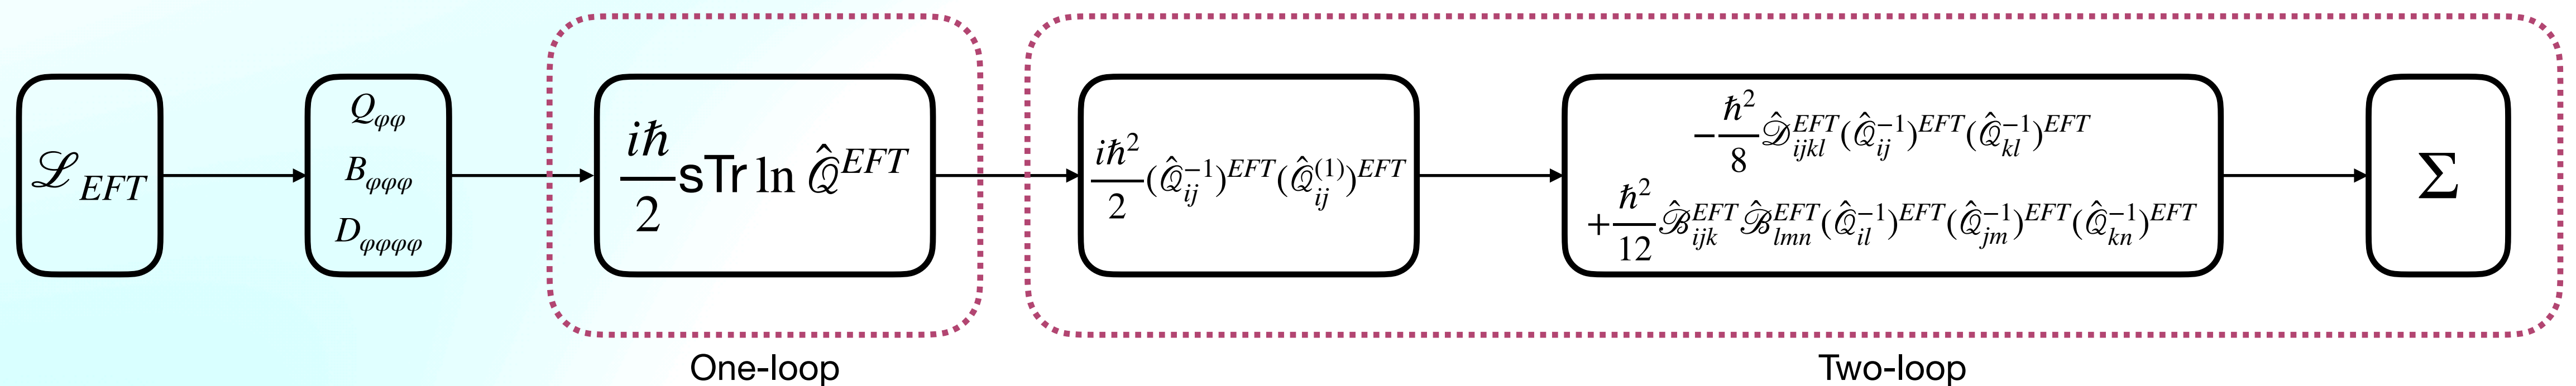 ℒ_EFT
Q_φφ
B_φφφ
D_φφφφ
iħ/2 sTr ln 𝒬̂^EFT
iħ²/2 (𝒬̂_ij^−1)^EFT (𝒬̂_ij^(1))^EFT
−ħ²/8 𝒟̂_ijkl^EFT (𝒬̂_ij^−1)^EFT (𝒬̂_kl^−1)^EFT
+ħ²/12 ℬ̂_ijk^EFT ℬ̂_lmn^EFT (𝒬̂_il^−1)^EFT (𝒬̂_jm^−1)^EFT (𝒬̂_kn^−1)^EFT
Σ
One-loop
Two-loop